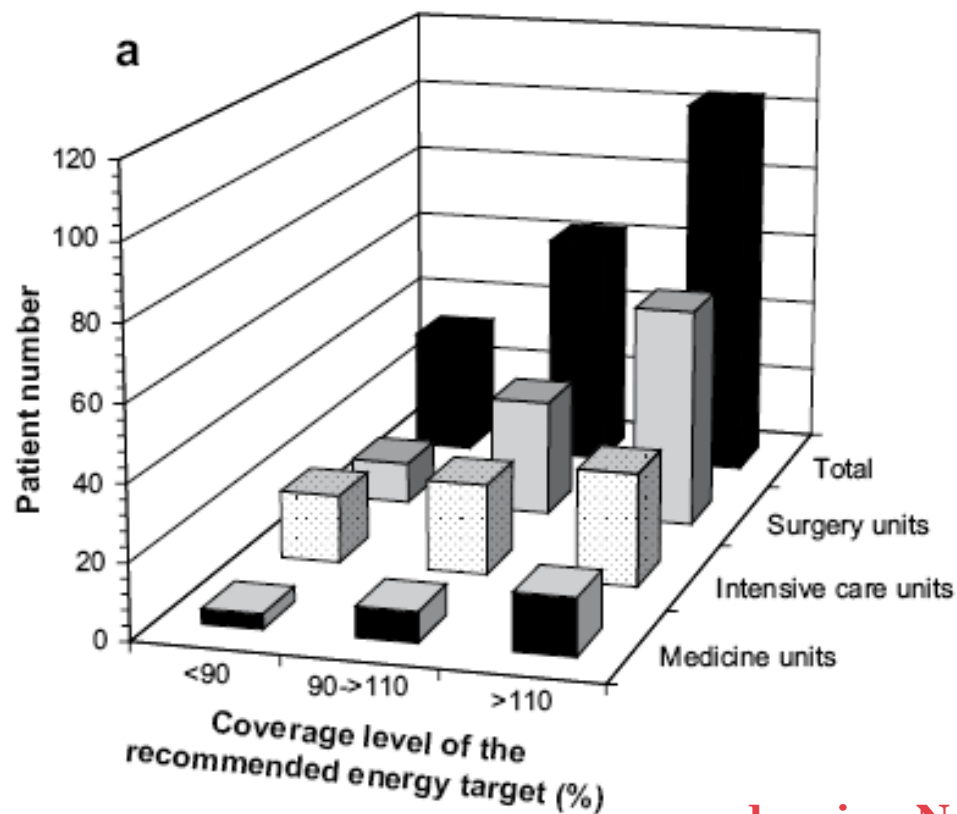 a
120
100
80
60
40
20
0
Patient number
<90
90->110
>110
Total
Surgery units
Intensive care units
Medicine units
Coverage level of the
recommended energy target (%)